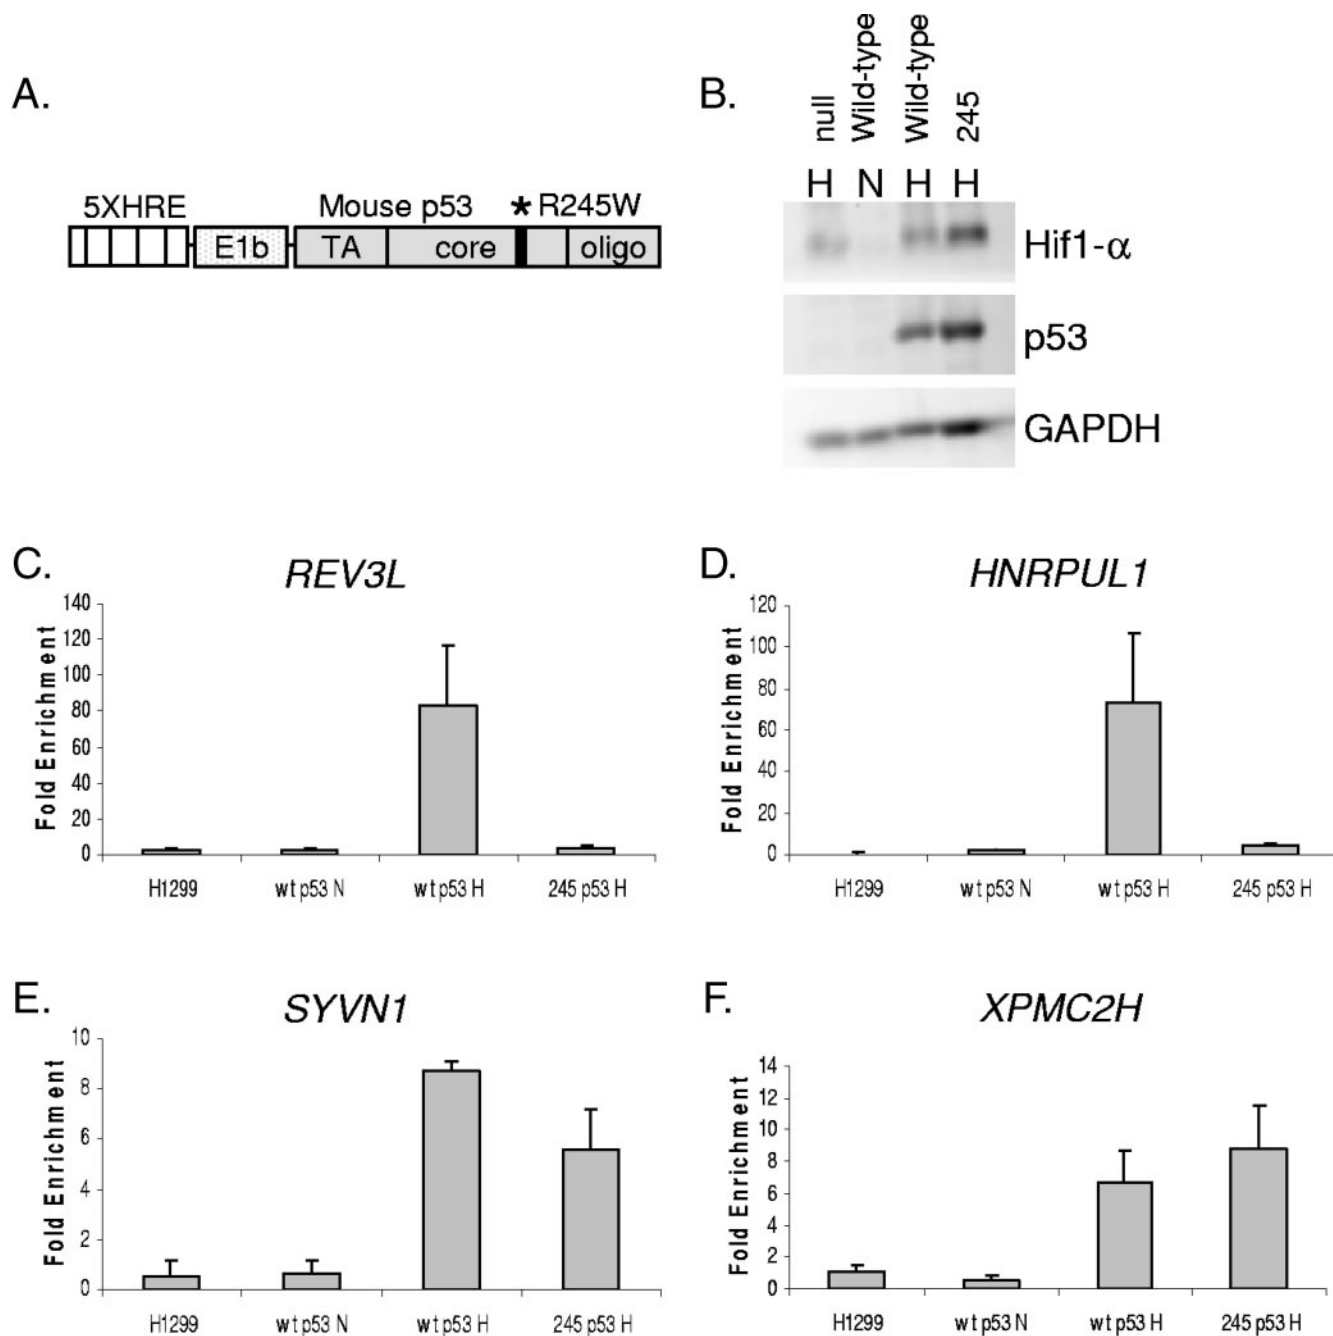 A.
5XHRE
Mouse p53
* R245W
E1b
TA
core
oligo
B.
null
Wild-type
Wild-type
245
H N H H
Hif1-α
p53
GAPDH
C.
REV3L
Fold Enrichment
140
120
100
80
60
40
20
0
H1299
wt p53 N
wt p53 H
245 p53 H
D.
HNRPUL1
Fold Enrichment
120
100
80
60
40
20
0
H1299
wt p53 N
wt p53 H
245 p53 H
E.
SYVN1
Fold Enrichment
10
8
6
4
2
0
H1299
wt p53 N
wt p53 H
245 p53 H
F.
XPMC2H
Fold Enrichment
14
12
10
8
6
4
2
0
H1299
wt p53 N
wt p53 H
245 p53 H